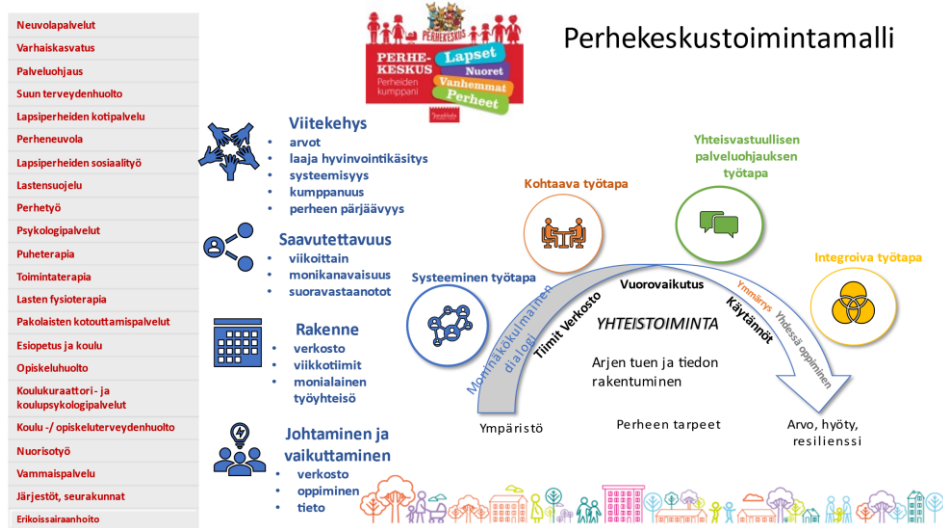 Neuvolapalvelut
Varhaiskasvatus
Palveluohjaus
Suun terveydenhuolto
Lapsiperheiden kotipalvelu
Perheneuvola
Lapsiperheiden sosiaalityö
Lastensuojelu
Perhetyö
Psykologipalvelut
Puheterapia
Toimintaterapia
Lasten fysioterapia
Pakolaisten kotouttamispalvelut
Esiopetus ja koulu
Opiskeluhuolto
Koulukuraattori - ja
koulupsykologipalvelut
Koulu -/ opiskeluterveydenhuolto
Nuorisotyö
Vammaispalvelu
Järjestöt, seurakunnat
Erikoissairaanhoito
PERHEKESKUS
PERHE-
KESKUS
Perheiden
kumppani
Lapset
Nuoret
Vanhemmat
Perheet
Perhekeskustoimintamalli
Viitekehys
• arvot
• laaja hyvinvointikäsitys
• systeemisyys
• kumppanuus
• perheen pärjäävyys
Saavutettavuus
• viikoittain
• monikanavaisuus
• suoravastaanotot
Rakenne
• verkosto
• viikkotiimit
• monialainen
työyhteisö
Johtaminen ja
vaikuttaminen
• verkosto
• oppiminen
• tieto
Systeeminen työtapa
Kohtaava työtapa
Yhteisvastuullisen
palveluohjauksen
työtapa
Integroiva työtapa
Moninäkökulmainen
dialogi
Tiimit Verkosto
Vuorovaikutus
Ymmärrys
Käytännöt
Yhdessä oppiminen
YHTEISTOIMINTA
Arjen tuen ja tiedon
rakentuminen
Ympäristö
Perheen tarpeet
Arvo, hyöty,
resilienssi